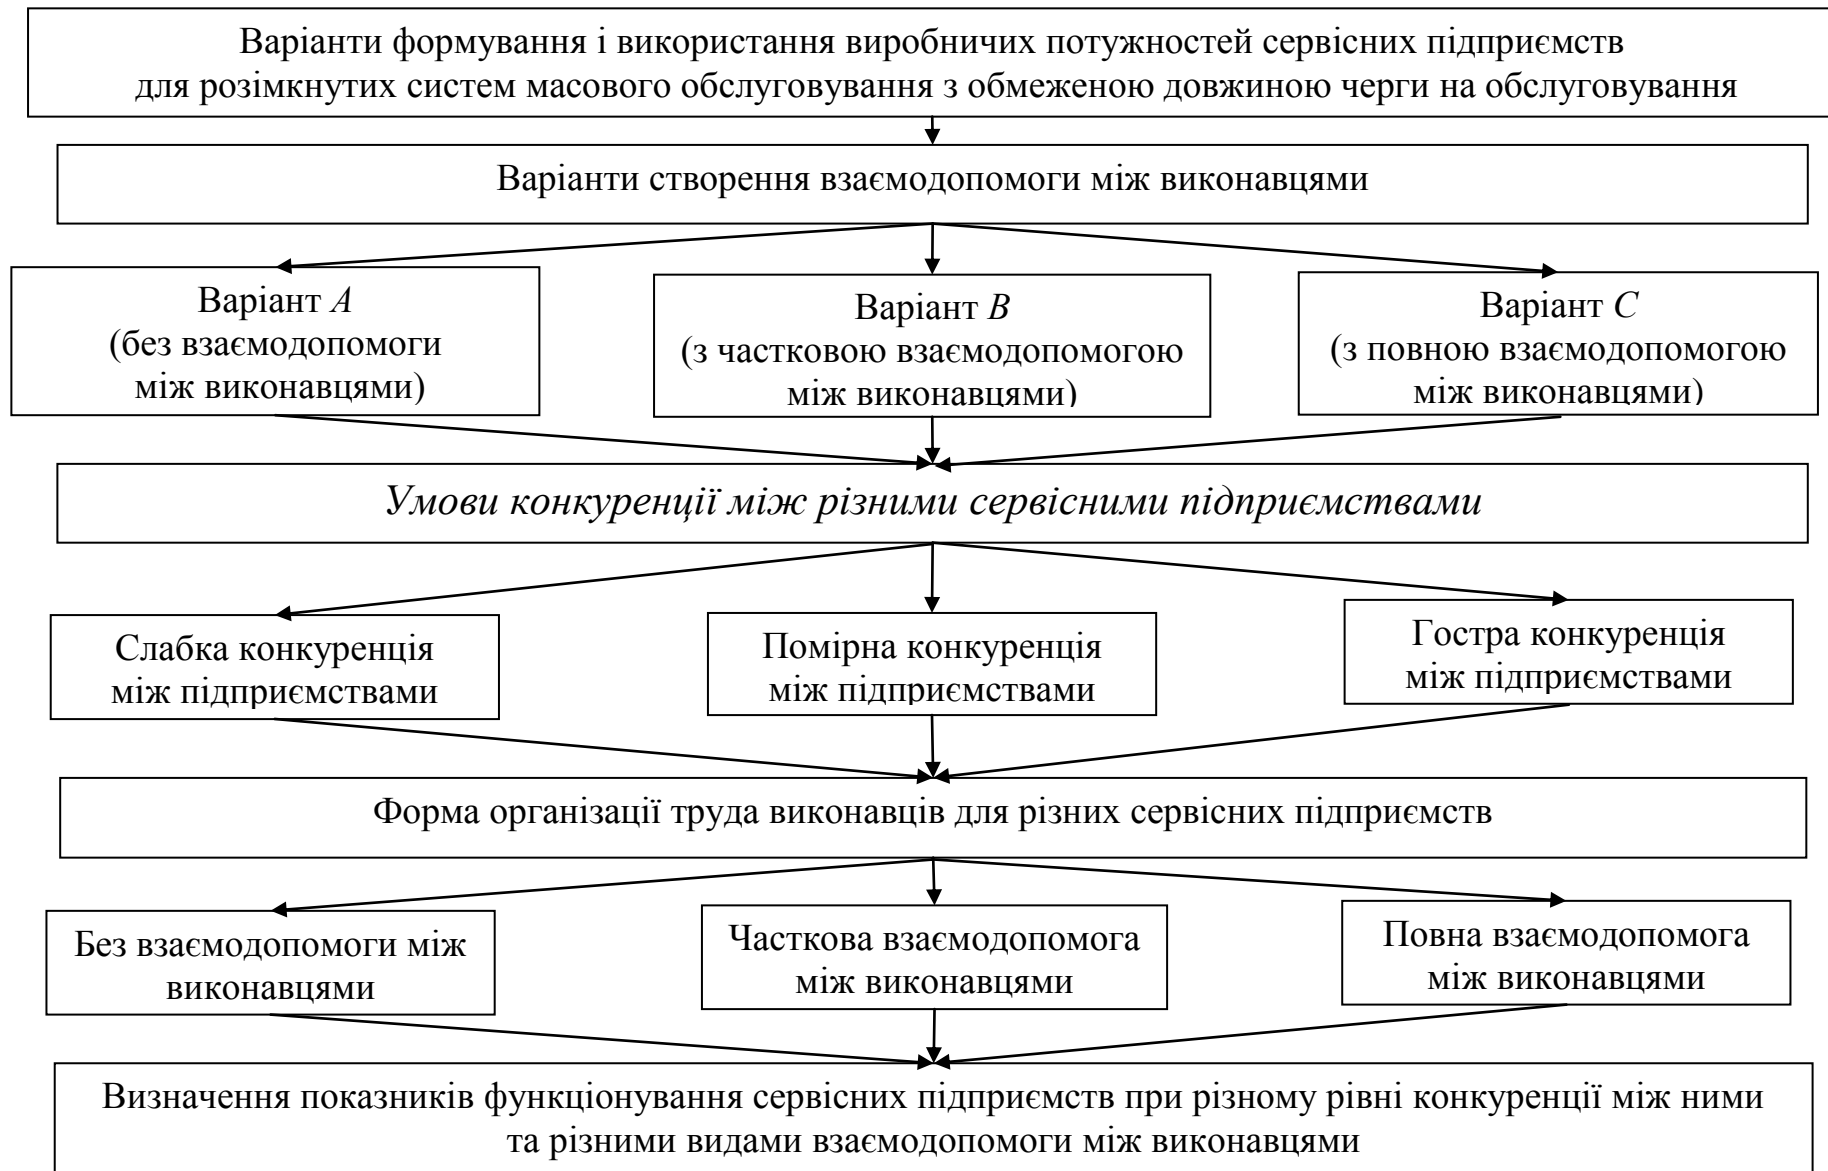 Варіанти формування і використання виробничих потужностей сервісних підприємств
для розімкнутих систем масового обслуговування з обмеженою довжиною черги на обслуговування
Варіанти створення взаємодопомоги між виконавцями
Варіант A
(без взаємодопомоги
між виконавцями)
Варіант B
(з частковою взаємодопомогою
між виконавцями)
Варіант C
(з повною взаємодопомогою
між виконавцями)
Умови конкуренції між різними сервісними підприємствами
Слабка конкуренція
між підприємствами
Помірна конкуренція
між підприємствами
Гостра конкуренція
між підприємствами
Форма організації труда виконавців для різних сервісних підприємств
Без взаємодопомоги між
виконавцями
Часткова взаємодопомога
між виконавцями
Повна взаємодопомога
між виконавцями
Визначення показників функціонування сервісних підприємств при різному рівні конкуренції між ними
та різними видами взаємодопомоги між виконавцями